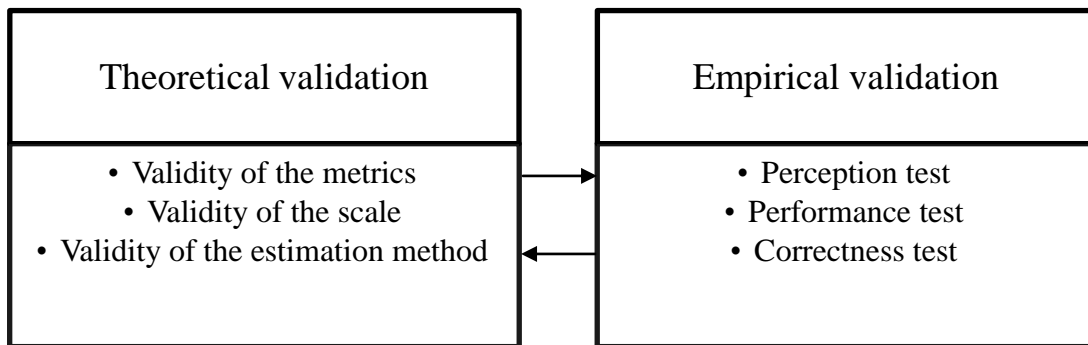 Theoretical validation
• Validity of the metrics
• Validity of the scale
• Validity of the estimation method
Empirical validation
• Perception test
• Performance test
• Correctness test